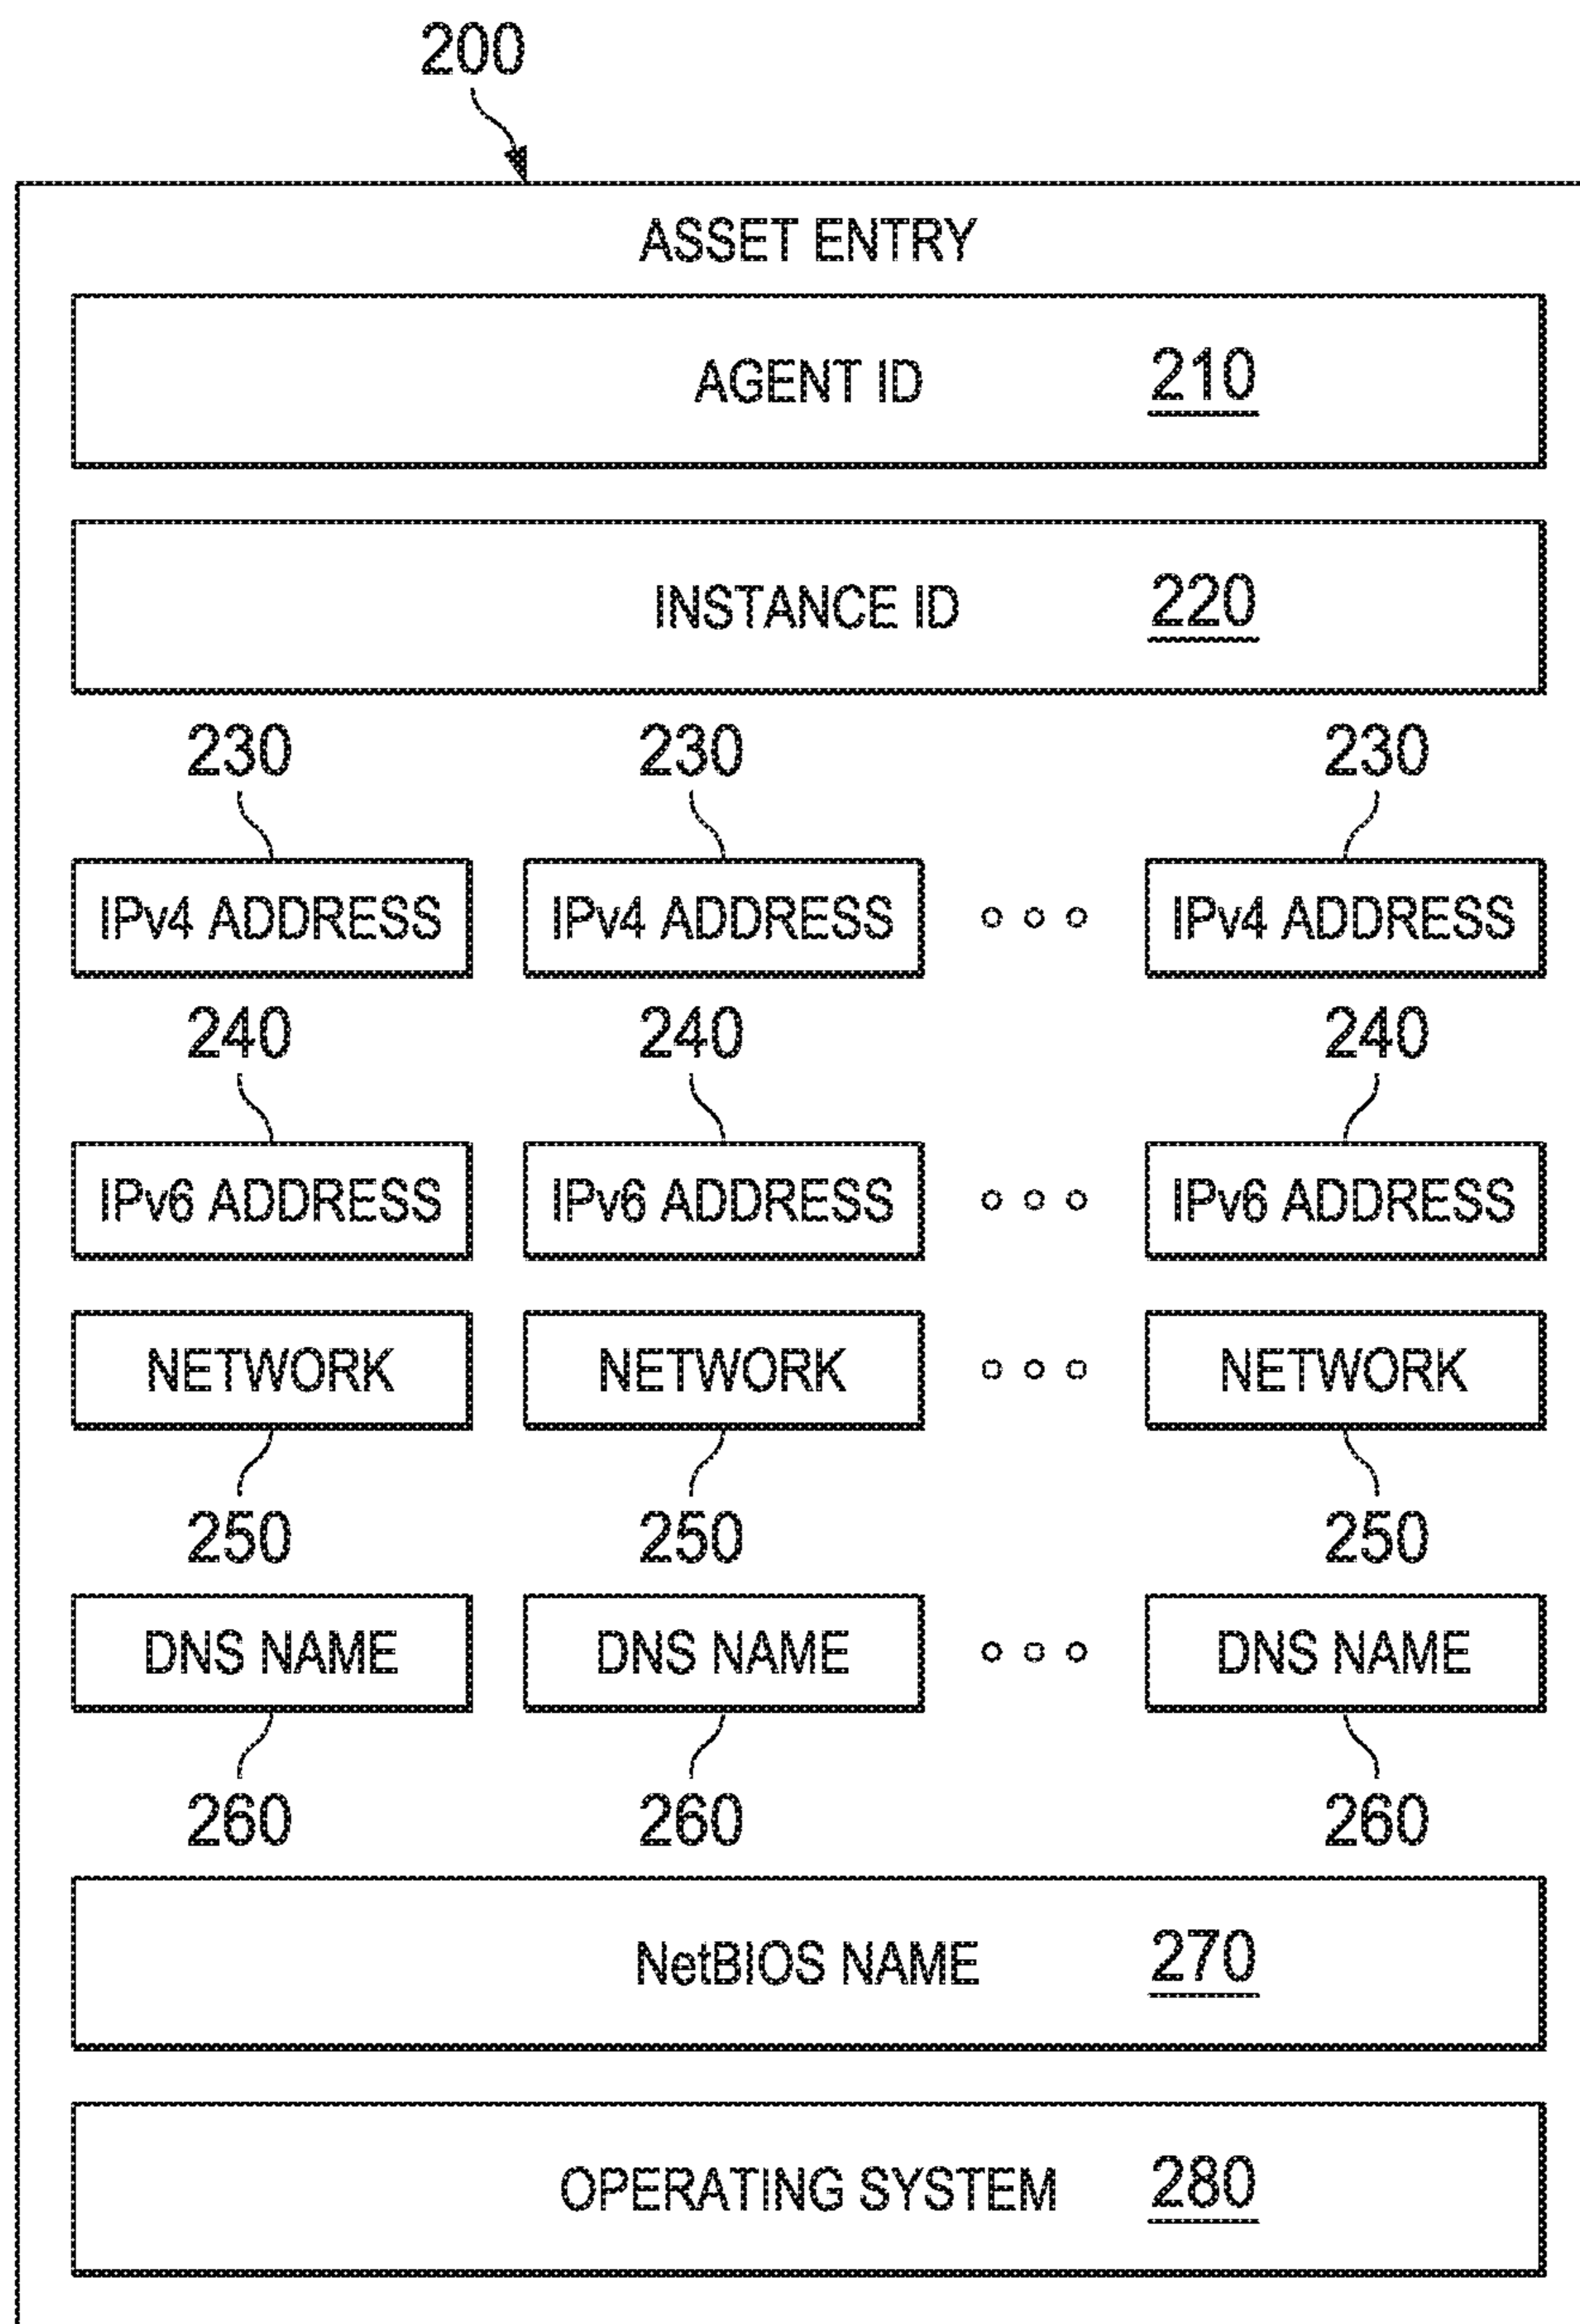 200
ASSET ENTRY
AGENT ID 210
INSTANCE ID 220
230 230 230
IPv4 ADDRESS IPv4 ADDRESS IPv4 ADDRESS
240 240 240
IPv6 ADDRESS IPv6 ADDRESS IPv6 ADDRESS
NETWORK NETWORK NETWORK
250 250 250
DNS NAME DNS NAME DNS NAME
260 260 260
NetBIOS NAME 270
OPERATING SYSTEM 280